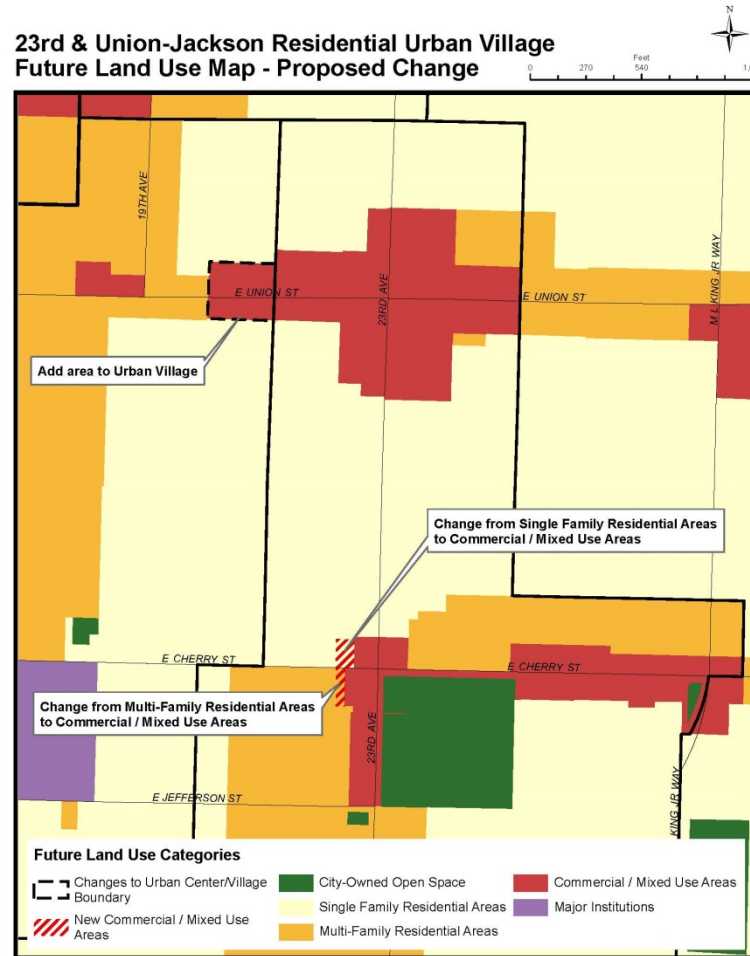 N
23rd & Union-Jackson Residential Urban Village
Future Land Use Map - Proposed Change
Feet
0 270 540
19TH AVE
E UNION ST
23RD AVE
E UNION ST
M L KING JR WAY
Add area to Urban Village
Change from Single Family Residential Areas
to Commercial / Mixed Use Areas
E CHERRY ST
E CHERRY ST
Change from Multi-Family Residential Areas
to Commercial / Mixed Use Areas
23RD AVE
E JEFFERSON ST
KING JR WAY
Future Land Use Categories
Changes to Urban Center/Village
Boundary
New Commercial / Mixed Use
Areas
City-Owned Open Space
Single Family Residential Areas
Multi-Family Residential Areas
Commercial / Mixed Use Areas
Major Institutions